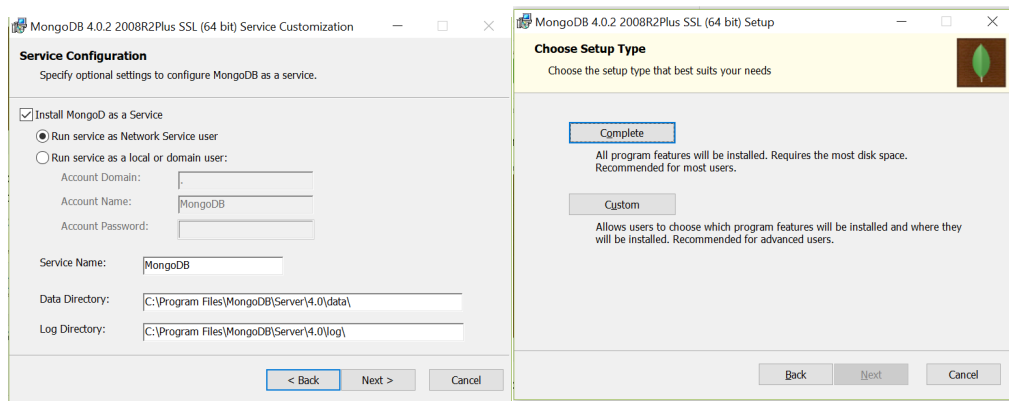 MongoDB 4.0.2 2008R2Plus SSL (64 bit) Service Customization
Service Configuration
Specify optional settings to configure MongoDB as a service.
Install MongoD as a Service
Run service as Network Service user
Run service as a local or domain user:
Account Domain:
.
Account Name:
MongoDB
Account Password:
Service Name:
MongoDB
Data Directory:
C:\Program Files\MongoDB\Server\4.0\data\
Log Directory:
C:\Program Files\MongoDB\Server\4.0\log\
< Back
Next >
Cancel
MongoDB 4.0.2 2008R2Plus SSL (64 bit) Setup
Choose Setup Type
Choose the setup type that best suits your needs
Complete
All program features will be installed. Requires the most disk space.
Recommended for most users.
Custom
Allows users to choose which program features will be installed and where they
will be installed. Recommended for advanced users.
Back
Next
Cancel